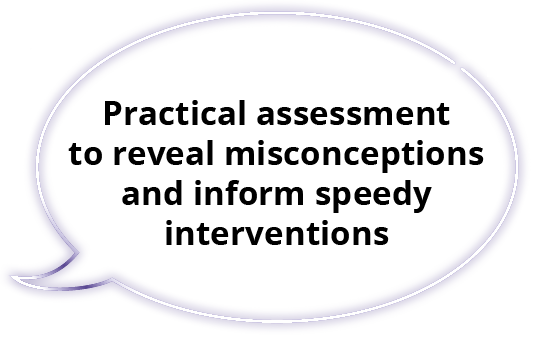 Practical assessment
to reveal misconceptions
and inform speedy
interventions